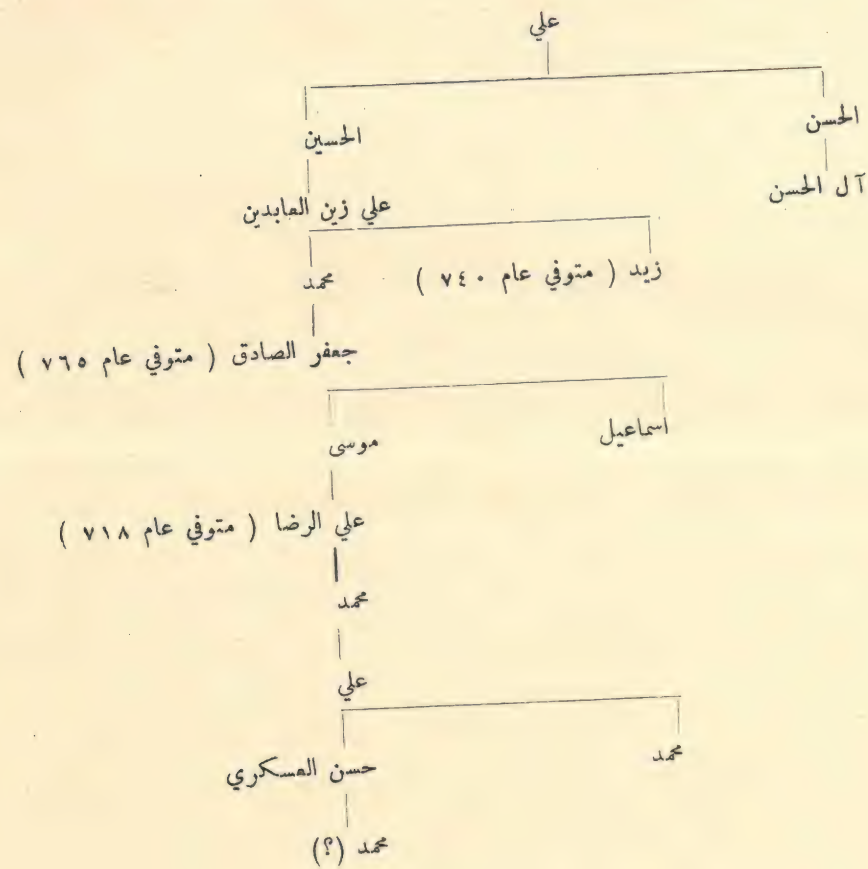 علي
الحسن
الحسين
آل الحسن
علي زين العابدين
زيد ( متوفي عام ٧٤٠ )
محمد
جعفر الصادق ( متوفي عام ٧٦٥ )
اسماعيل
موسى
علي الرضا ( متوفي عام ٧١٨ )
محمد
علي
محمد
حسن العسكري
محمد (؟)